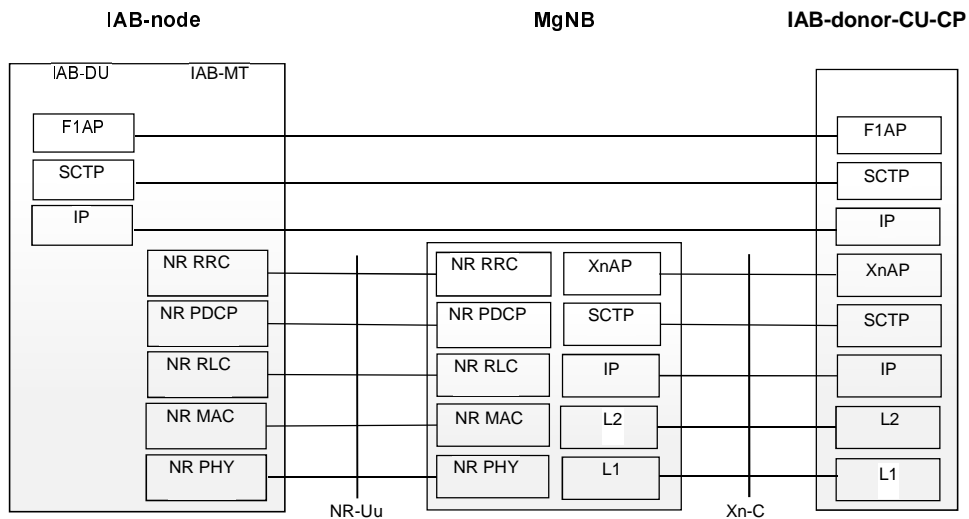 IAB-node MgNB IAB-donor-CU-CP
IAB-DU IAB-MT
F1AP F1AP
SCTP SCTP
IP IP
NR RRC NR RRC XnAP XnAP
NR PDCP NR PDCP SCTP SCTP
NR RLC NR RLC IP IP
NR MAC NR MAC L2 L2
NR PHY NR PHY L1 L1
NR-Uu Xn-C